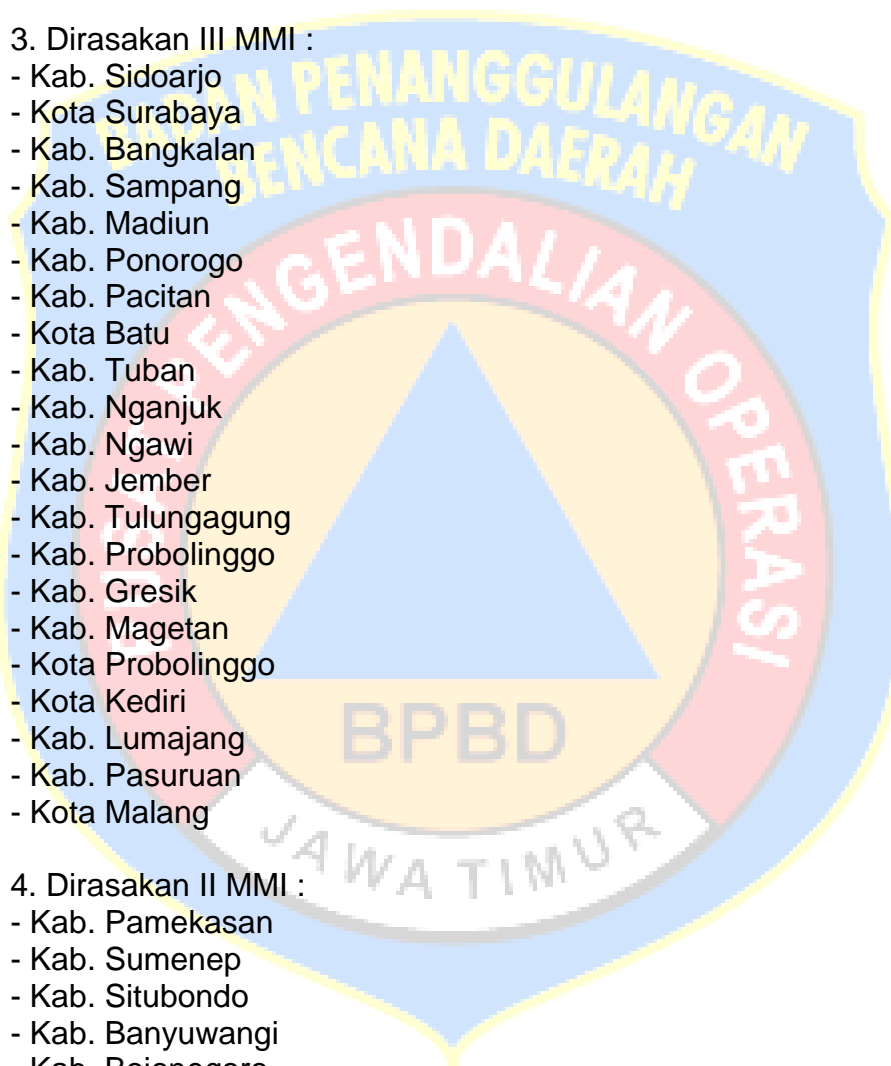 BADAN PENANGGULANGAN
BENCANA DAERAH
PUSAT PENGENDALIAN OPERASI
BPBD
JAWA TIMUR
3. Dirasakan III MMI :
- Kab. Sidoarjo
- Kota Surabaya
- Kab. Bangkalan
- Kab. Sampang
- Kab. Madiun
- Kab. Ponorogo
- Kab. Pacitan
- Kota Batu
- Kab. Tuban
- Kab. Nganjuk
- Kab. Ngawi
- Kab. Jember
- Kab. Tulungagung
- Kab. Probolinggo
- Kab. Gresik
- Kab. Magetan
- Kota Probolinggo
- Kota Kediri
- Kab. Lumajang
- Kab. Pasuruan
- Kota Malang
4. Dirasakan II MMI :
- Kab. Pamekasan
- Kab. Sumenep
- Kab. Situbondo
- Kab. Banyuwangi
- Kab. Bojonegoro